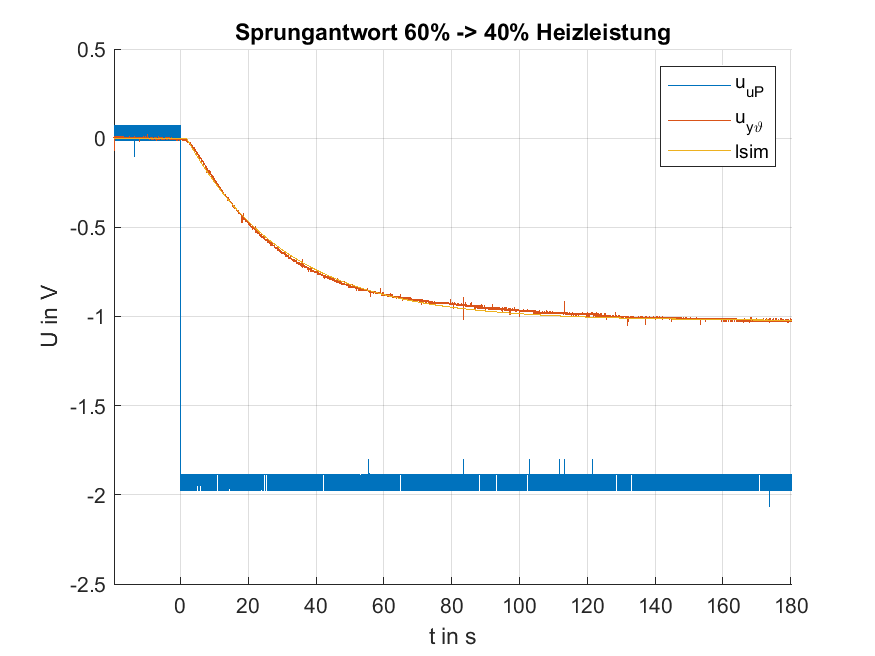 Sprungantwort 60% -> 40% Heizleistung
0.5
0
-0.5
-1
-1.5
-2
-2.5
U in V
u_uP
u_yϑ
lsim
0 20 40 60 80 100 120 140 160 180
t in s